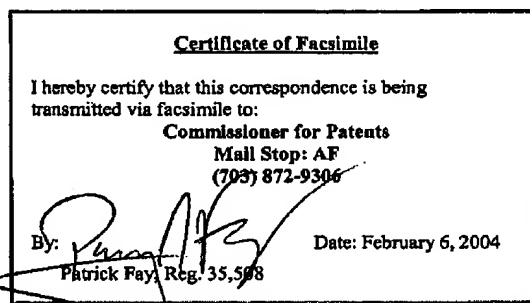 Certificate of Facsimile
I hereby certify that this correspondence is being
transmitted via facsimile to:
Commissioner for Patents
Mail Stop: AF
(703) 872-9306
By: Date: February 6, 2004
Patrick Fay, Reg. 35,508